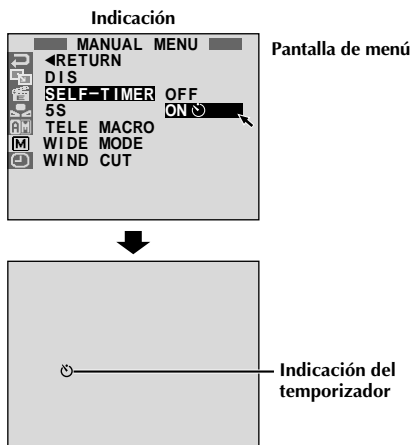 Indicación
MANUAL MENU
Pantalla de menú
◀RETURN
DIS
SELF–TIMER OFF
5S ON
TELE MACRO
WIDE MODE
WIND CUT
AM
M
Indicación del
temporizador